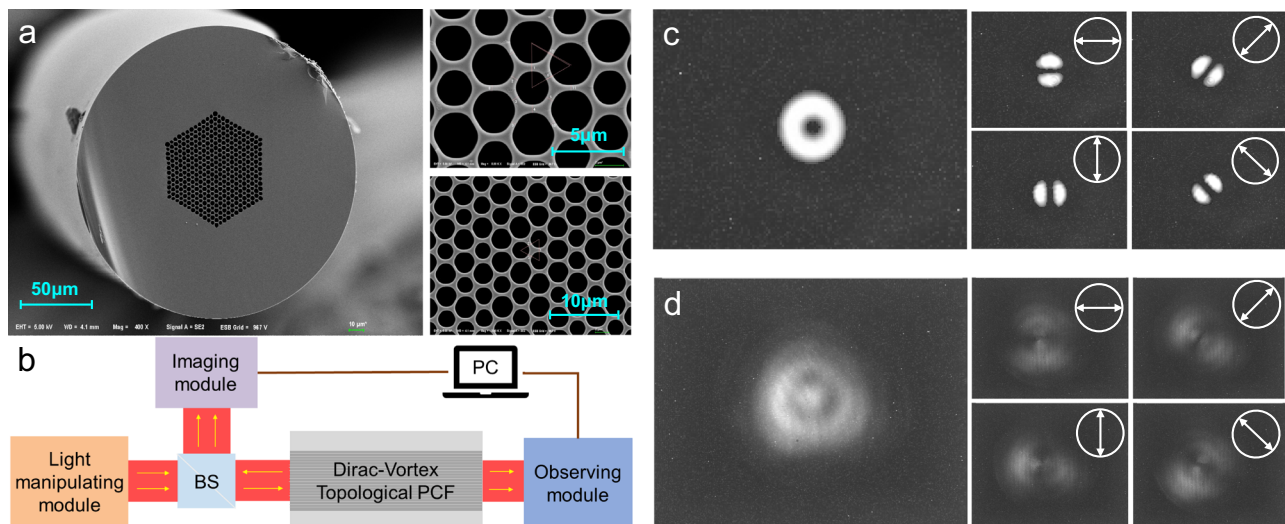 a
50μm
EHT = 5.00 kV
WD = 4.1 mm
Mag = 400 X
Signal A = SE2
ESB Grid = 967 V
10 μm*
5μm
10μm
b
Imaging
module
PC
Light
manipulating
module
BS
Dirac-Vortex
Topological PCF
Observing
module
c
d